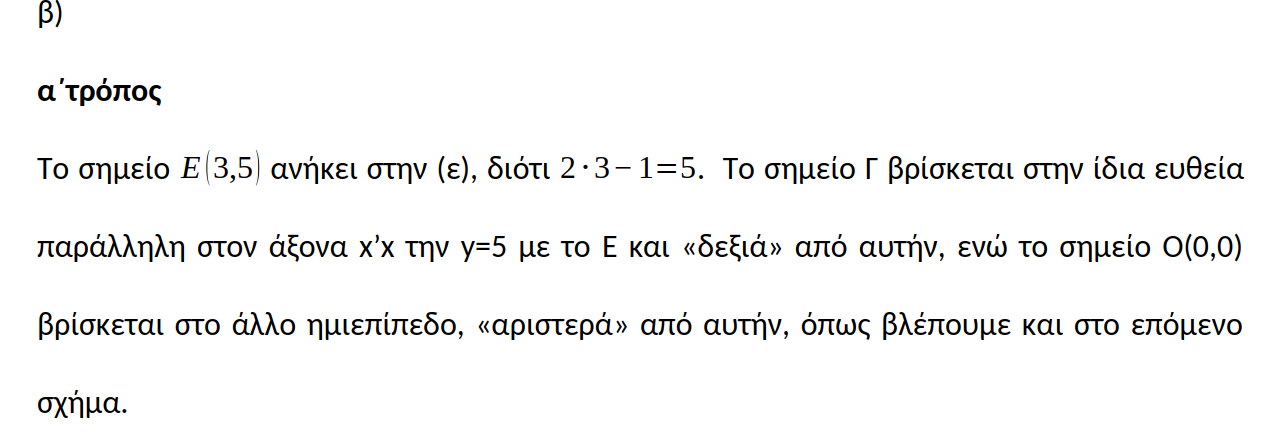 β)
α΄τρόπος
Το σημείο E(3,5) ανήκει στην (ε), διότι 2·3−1=5. Το σημείο Γ βρίσκεται στην ίδια ευθεία
παράλληλη στον άξονα x’x την y=5 με το Ε και «δεξιά» από αυτήν, ενώ το σημείο Ο(0,0)
βρίσκεται στο άλλο ημιεπίπεδο, «αριστερά» από αυτήν, όπως βλέπουμε και στο επόμενο
σχήμα.